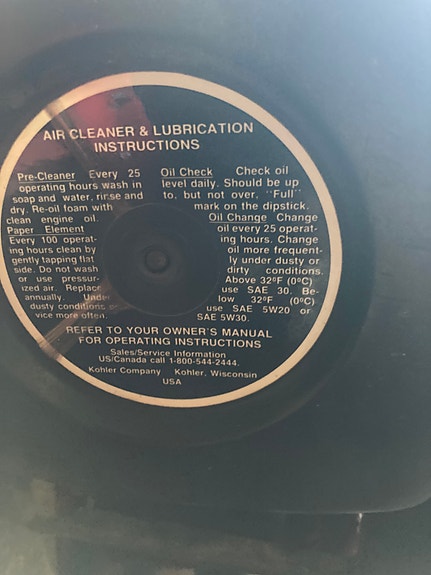 AIR CLEANER & LUBRICATION
INSTRUCTIONS
Pre-Cleaner Every 25
operating hours wash in
soap and water, rinse and
dry. Re-oil foam with
clean engine oil.
Paper Element
Every 100 operat-
ing hours clean by
gently tapping flat
side. Do not wash
or use pressur-
ized air. Replace
annually. Under
dusty conditions
vice more often.
Oil Check Check oil
level daily. Should be up
to, but not over, "Full"
mark on the dipstick.
Oil Change Change
oil every 25 operat-
ing hours. Change
oil more frequent-
ly under dusty or
dirty conditions.
Above 32ºF (0ºC)
use SAE 30. Be-
low 32ºF (0ºC)
use SAE 5W20 or
SAE 5W30.
REFER TO YOUR OWNER'S MANUAL
FOR OPERATING INSTRUCTIONS
Sales/Service Information
US/Canada call 1-800-544-2444.
Kohler Company Kohler, Wisconsin
USA